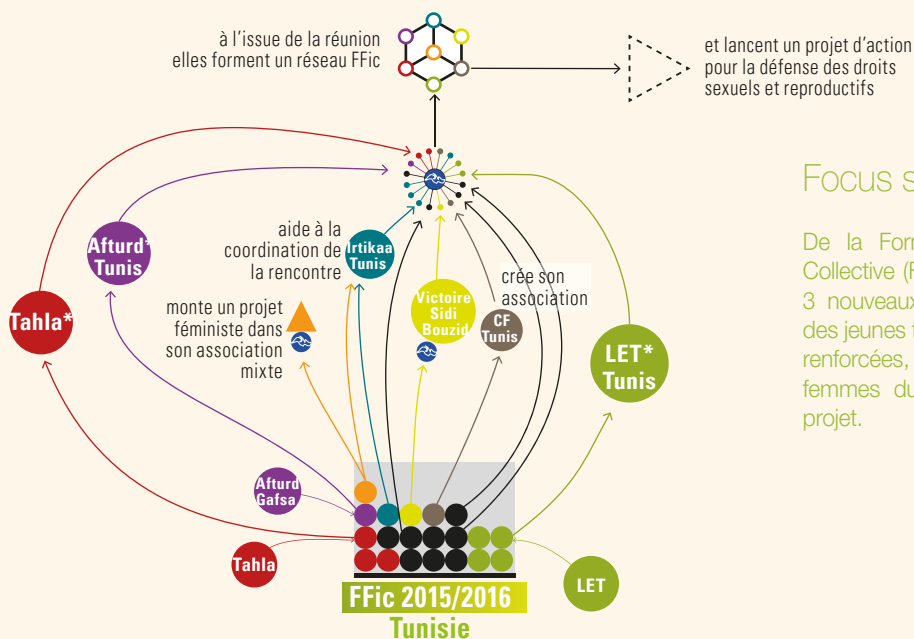 à l'issue de la réunion
elles forment un réseau FFic
et lancent un projet d'action
pour la défense des droits
sexuels et reproductifs
Afturd*
Tunis
aide à la
coordination de
la rencontre
Irtikaa
Tunis
Tahla*
monte un projet
féministe dans
son association
mixte
Victoire
Sidi
Bouzid
crée son
association
CF
Tunis
LET*
Tunis
Focus
De la
Collective
3 nouveaux
des jeunes
renforcées,
femmes du
projet.
Afturd
Gafsa
Tahla
LET
FFic 2015/2016
Tunisie